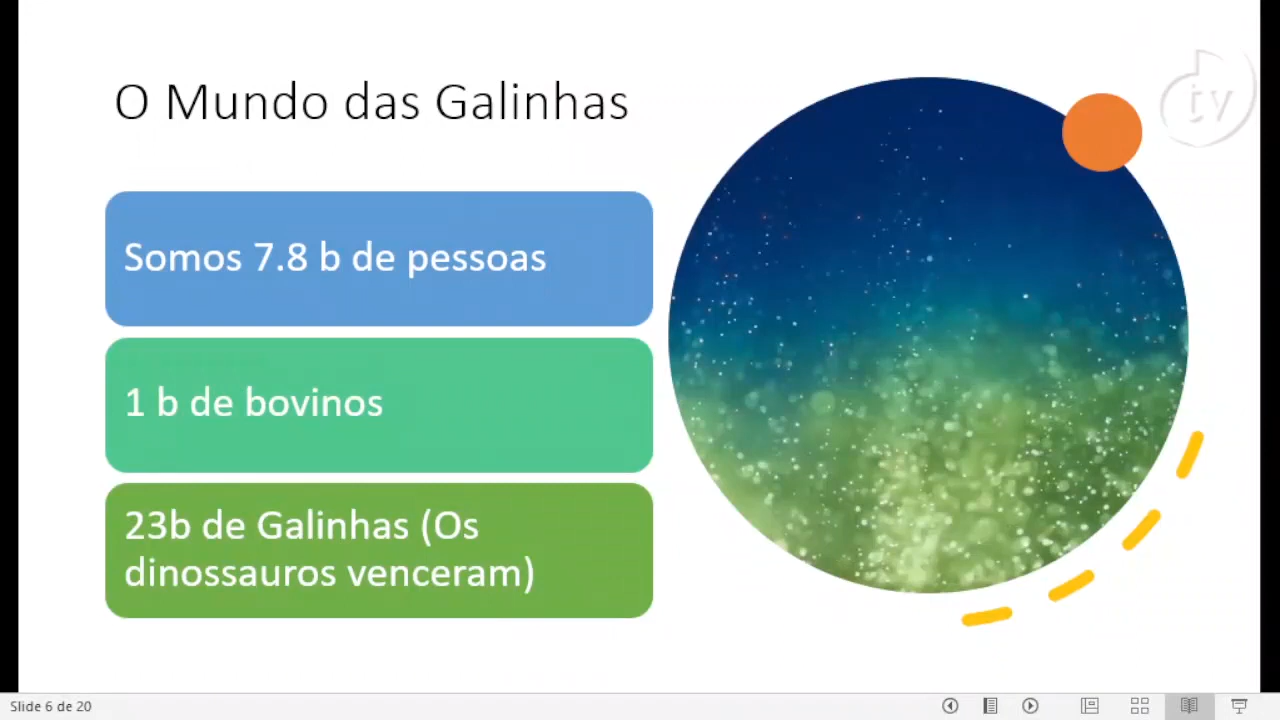 O Mundo das Galinhas
tv
Somos 7.8 b de pessoas
1 b de bovinos
23b de Galinhas (Os
dinossauros venceram)
Slide 6 de 20